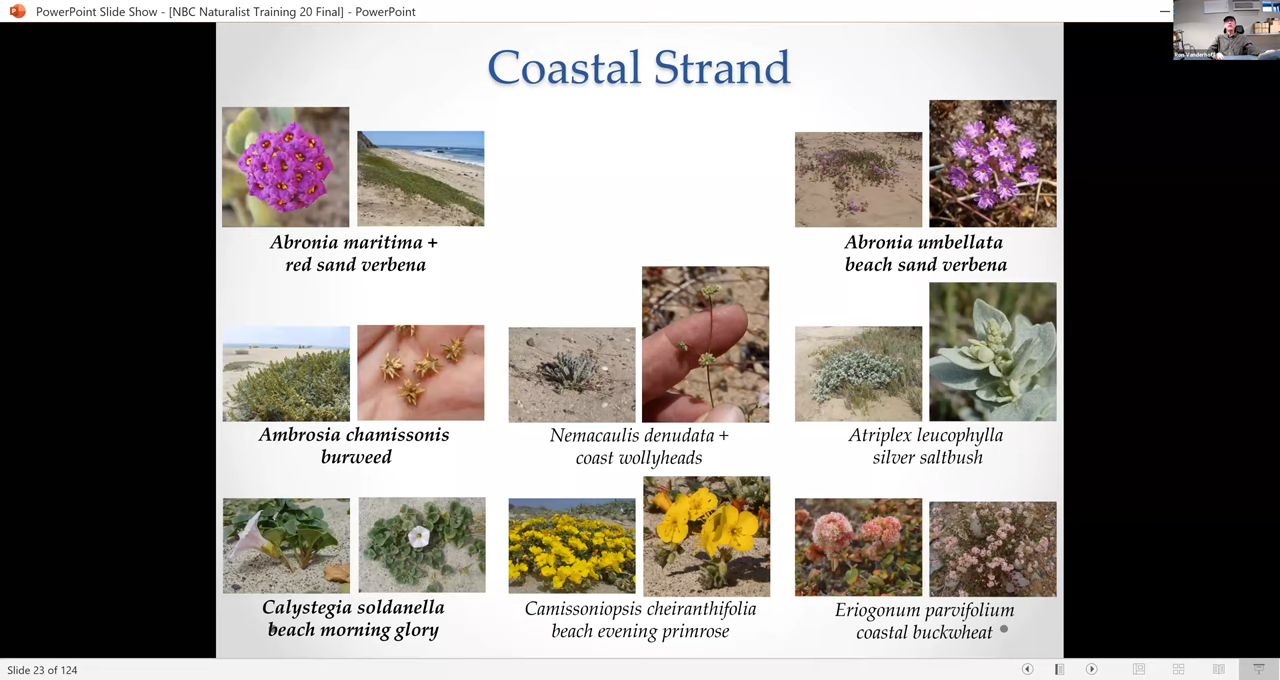 PowerPoint Slide Show - [NBC Naturalist Training 20 Final] - PowerPoint
Coastal Strand
Abronia maritima +
red sand verbena
Abronia umbellata
beach sand verbena
Ambrosia chamissonis
burweed
Nemacaulis denudata +
coast wollyheads
Atriplex leucophylla
silver saltbush
Calystegia soldanella
beach morning glory
Camissoniopsis cheiranthifolia
beach evening primrose
Eriogonum parvifolium
coastal buckwheat
Slide 23 of 124